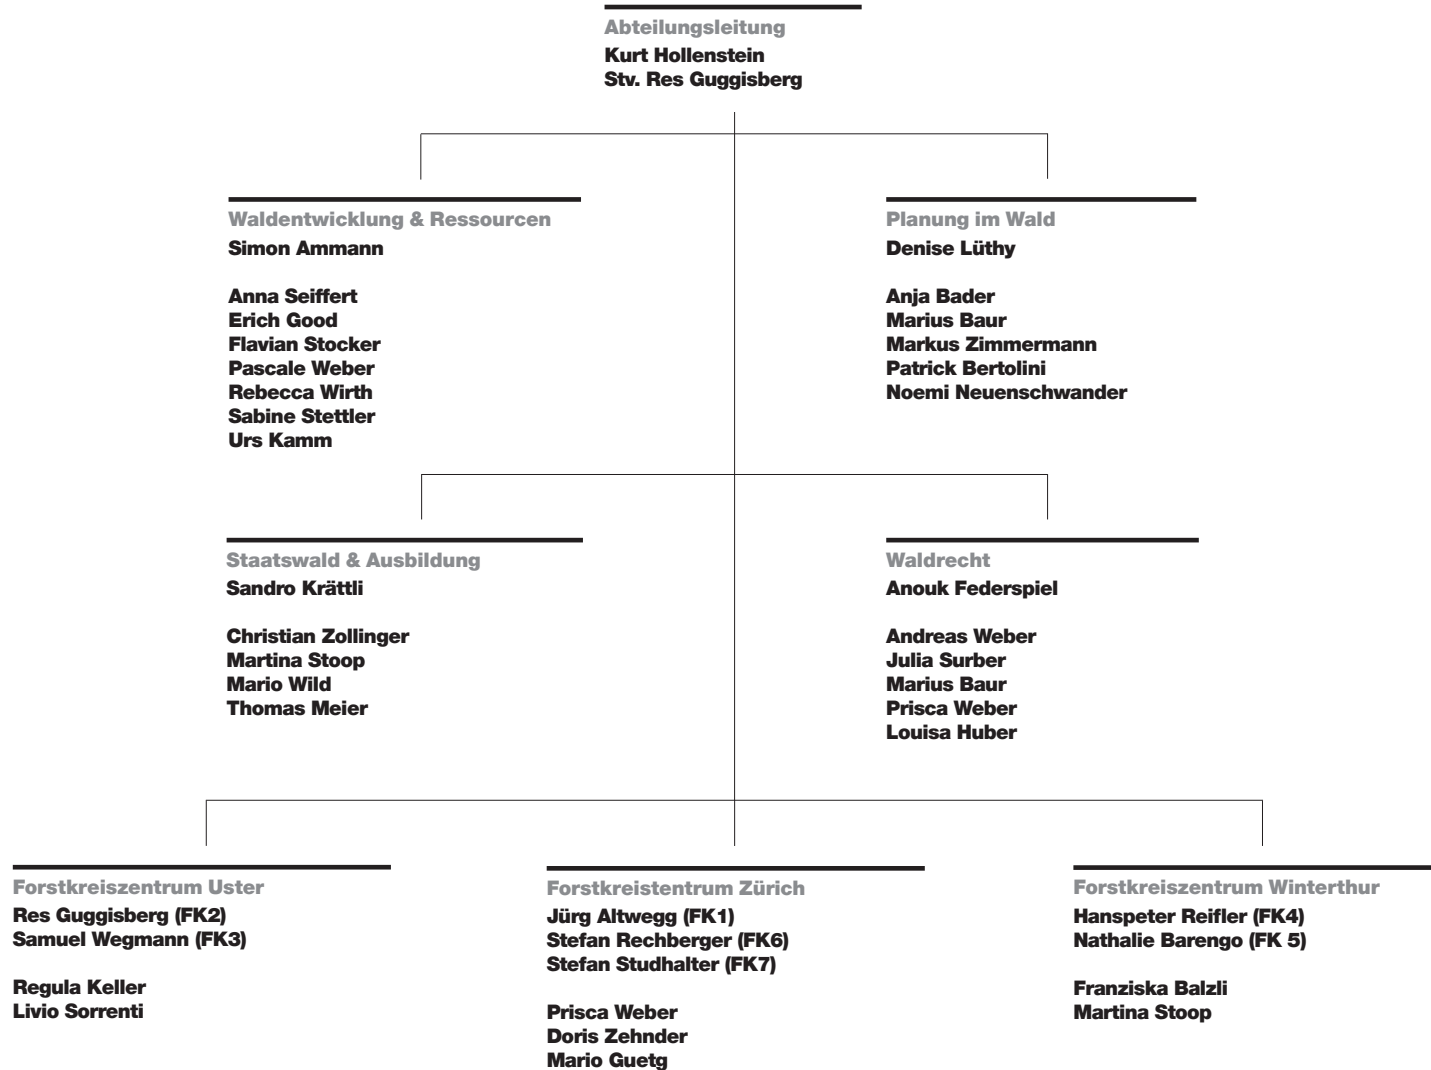 Abteilungsleitung
Kurt Hollenstein
Stv. Res Guggisberg
Waldentwicklung & Ressourcen
Simon Ammann
Anna Seiffert
Erich Good
Flavian Stocker
Pascale Weber
Rebecca Wirth
Sabine Stettler
Urs Kamm
Planung im Wald
Denise Lüthy
Anja Bader
Marius Baur
Markus Zimmermann
Patrick Bertolini
Noemi Neuenschwander
Staatswald & Ausbildung
Sandro Krättli
Christian Zollinger
Martina Stoop
Mario Wild
Thomas Meier
Waldrecht
Anouk Federspiel
Andreas Weber
Julia Surber
Marius Baur
Prisca Weber
Louisa Huber
Forstkreiszentrum Uster
Res Guggisberg (FK2)
Samuel Wegmann (FK3)
Regula Keller
Livio Sorrenti
Forstkreistentrum Zürich
Jürg Altwegg (FK1)
Stefan Rechberger (FK6)
Stefan Studhalter (FK7)
Prisca Weber
Doris Zehnder
Mario Guetg
Forstkreiszentrum Winterthur
Hanspeter Reifler (FK4)
Nathalie Barengo (FK 5)
Franziska Balzli
Martina Stoop